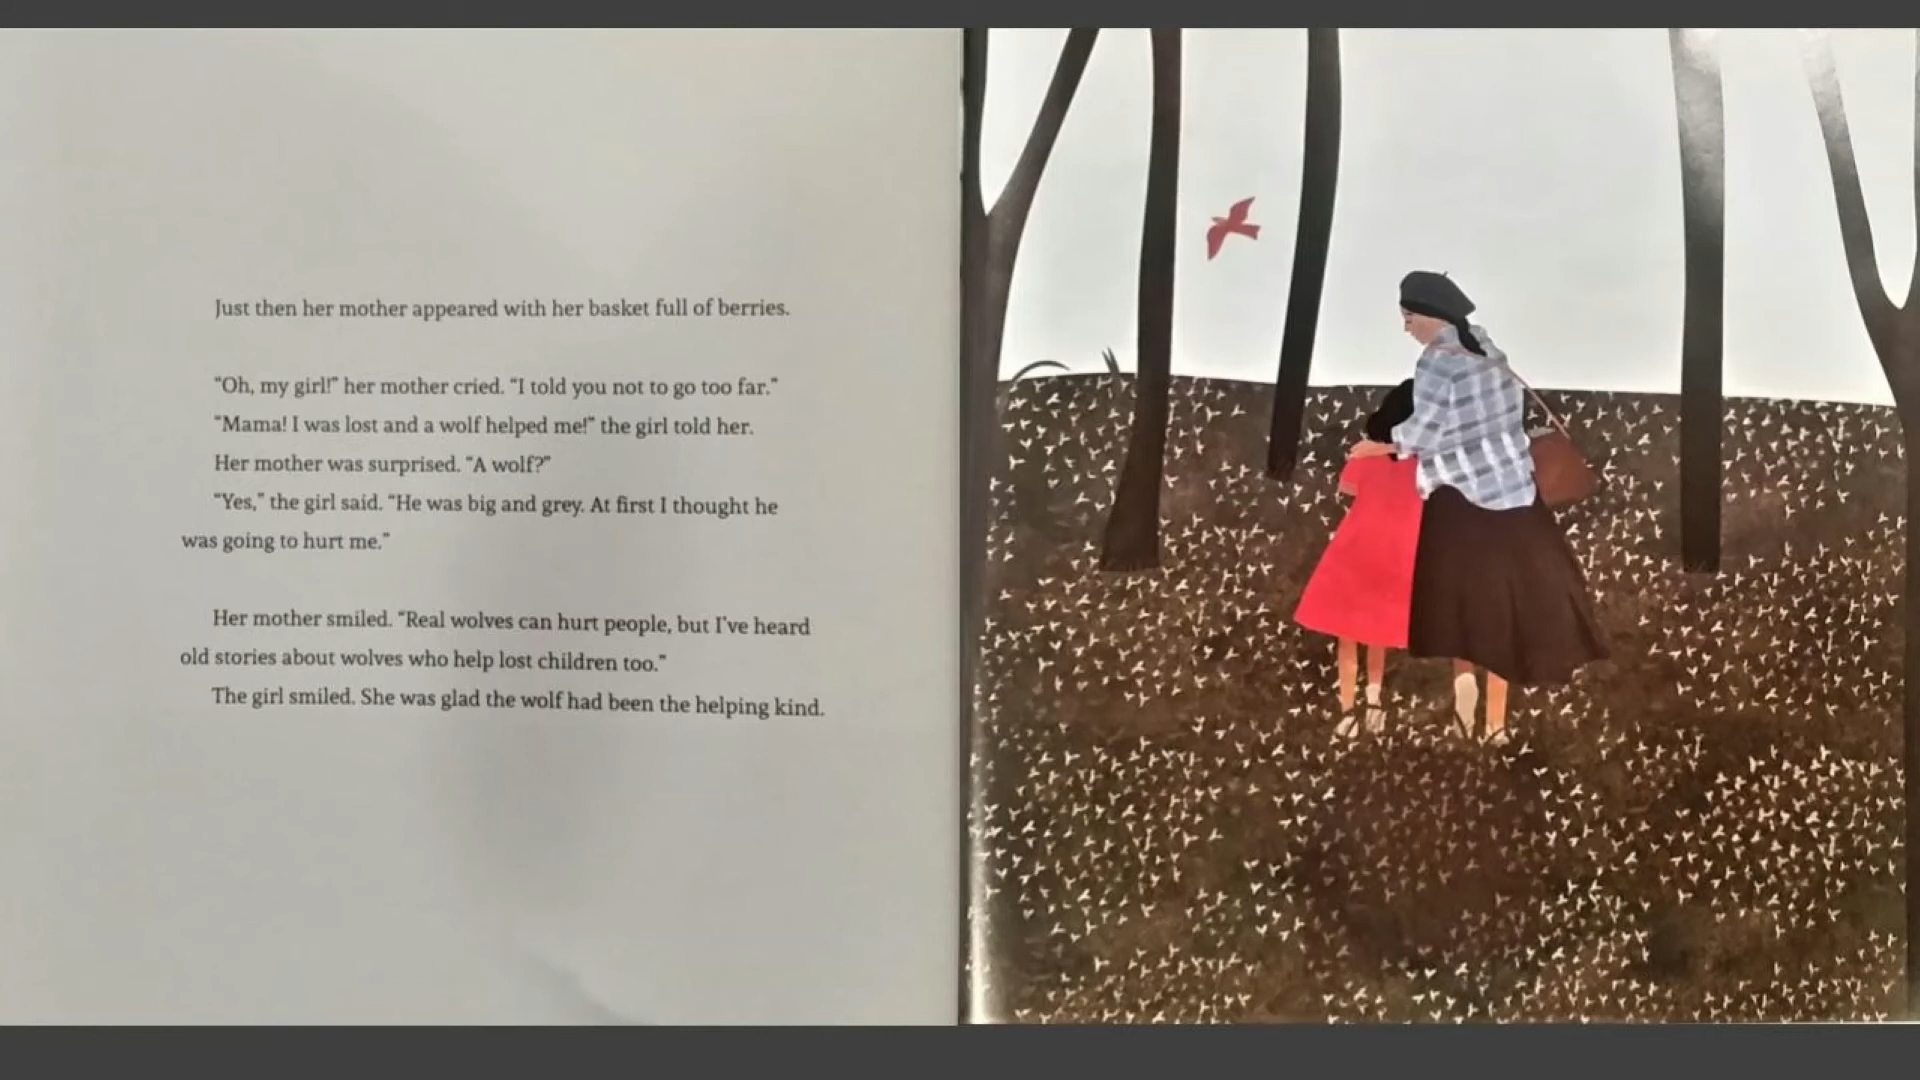 Just then her mother appeared with her basket full of berries.
“Oh, my girl!” her mother cried. “I told you not to go too far.”
“Mama! I was lost and a wolf helped me!” the girl told her.
Her mother was surprised. “A wolf?”
“Yes,” the girl said. “He was big and grey. At first I thought he
was going to hurt me.”
Her mother smiled. “Real wolves can hurt people, but I’ve heard
old stories about wolves who help lost children too.”
The girl smiled. She was glad the wolf had been the helping kind.